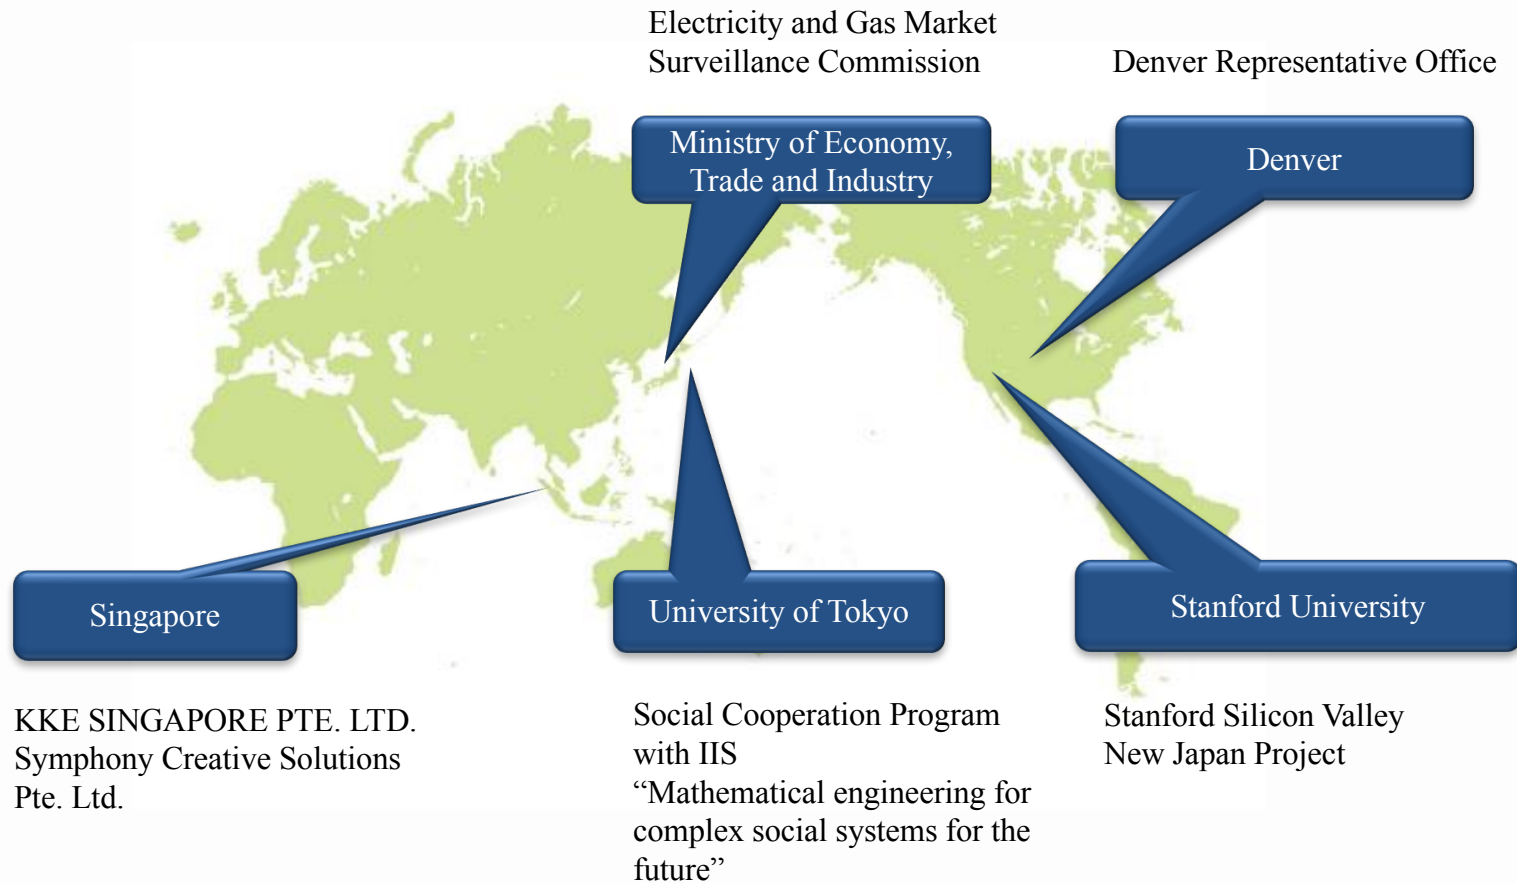 Electricity and Gas Market
Surveillance Commission
Denver Representative Office
Ministry of Economy,
Trade and Industry
Denver
Singapore
University of Tokyo
Stanford University
KKE SINGAPORE PTE. LTD.
Symphony Creative Solutions
Pte. Ltd.
Social Cooperation Program
with IIS
“Mathematical engineering for
complex social systems for the
future”
Stanford Silicon Valley
New Japan Project